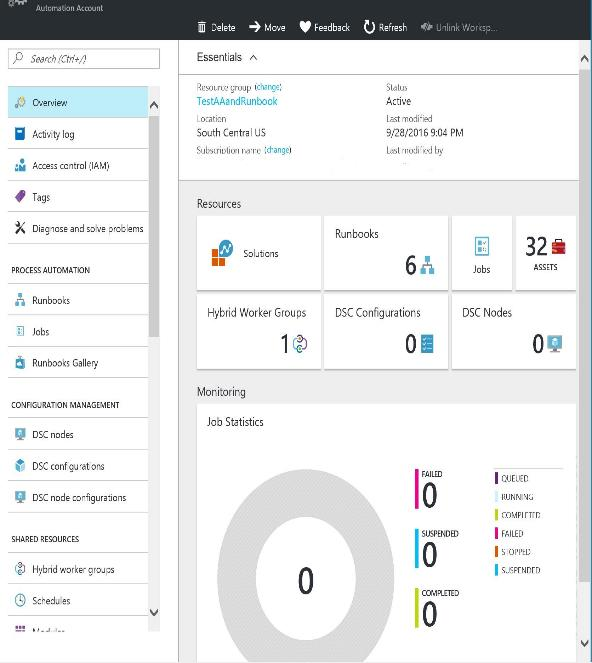 Automation Account
Delete Move Feedback Refresh Unlink Worksp...
Search (Ctrl+/)
Overview
Activity log
Access control (IAM)
Tags
Diagnose and solve problems
PROCESS AUTOMATION
Runbooks
Jobs
Runbooks Gallery
CONFIGURATION MANAGEMENT
DSC nodes
DSC configurations
DSC node configurations
SHARED RESOURCES
Hybrid worker groups
Schedules
Modules
Essentials
Resource group (change)
TestAAandRunbook
Location
South Central US
Subscription name (change)
Status
Active
Last modified
9/28/2016 9:04 PM
Last modified by
Resources
Solutions
Runbooks
6
Jobs
32
ASSETS
Hybrid Worker Groups
1
DSC Configurations
0
DSC Nodes
0
Monitoring
Job Statistics
0
FAILED
0
SUSPENDED
0
COMPLETED
0
QUEUED
RUNNING
COMPLETED
FAILED
STOPPED
SUSPENDED